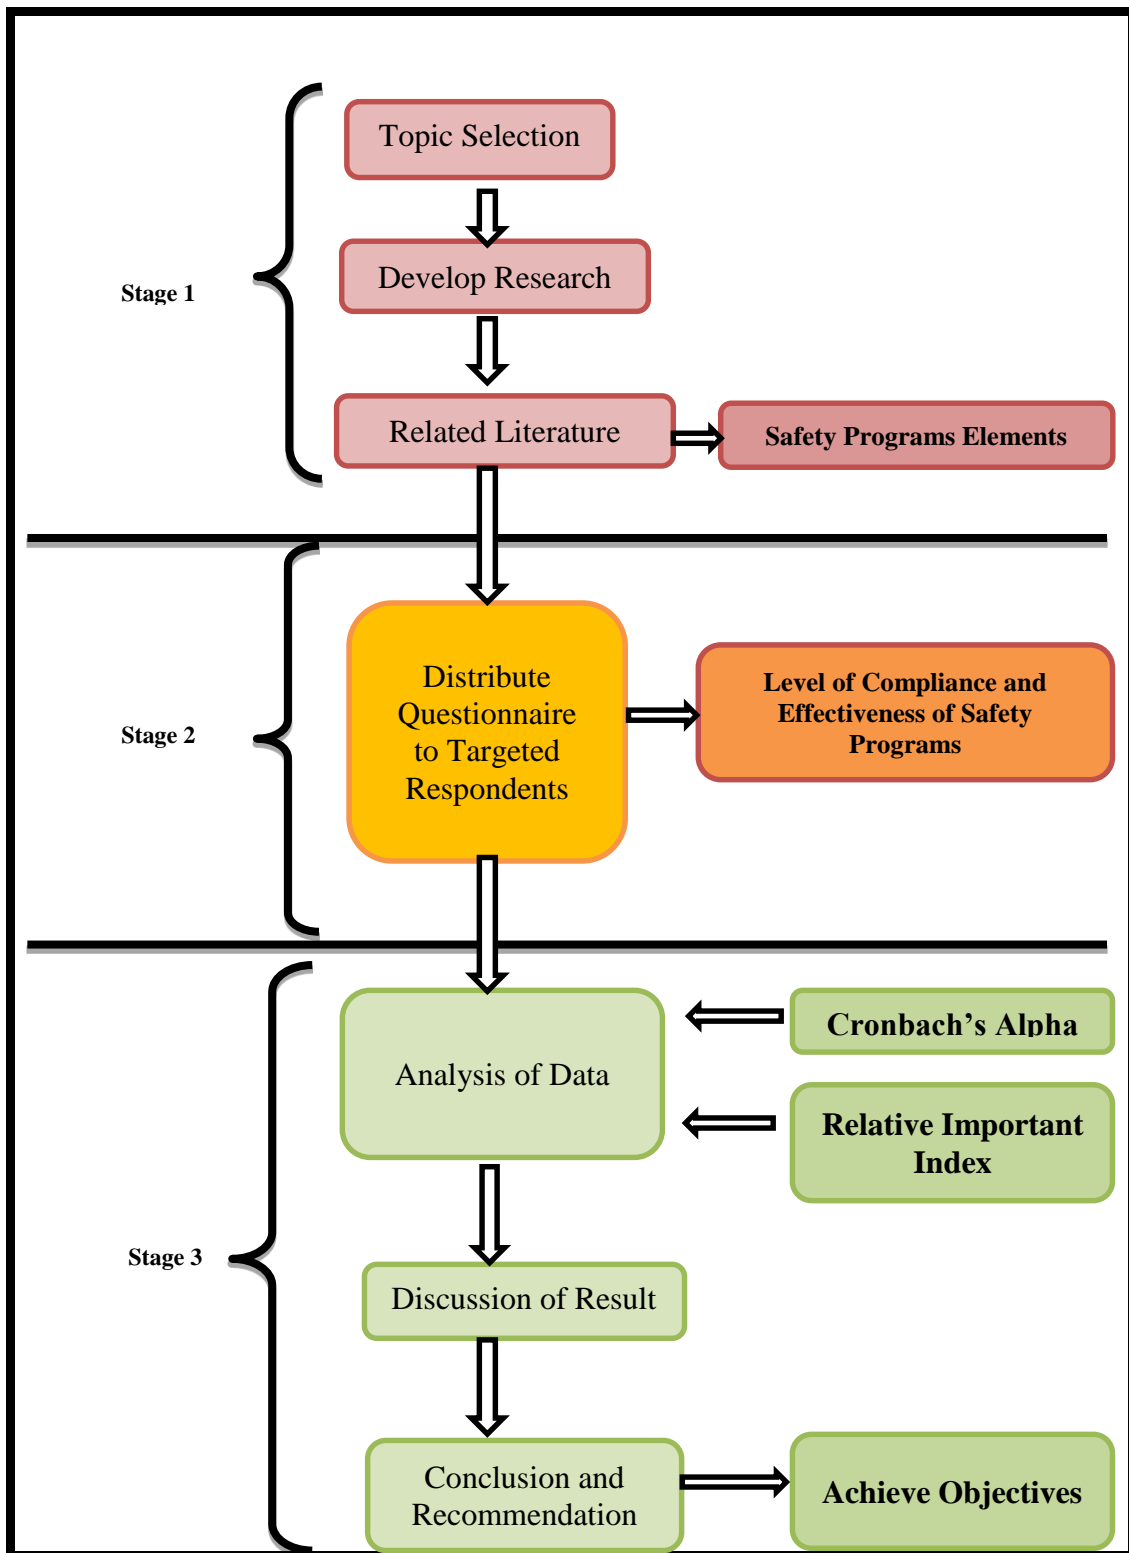 Topic Selection
Develop Research
Stage 1
Related Literature
Safety Programs Elements
Distribute
Questionnaire
to Targeted
Respondents
Level of Compliance and
Effectiveness of Safety
Programs
Stage 2
Cronbach’s Alpha
Analysis of Data
Relative Important
Index
Stage 3
Discussion of Result
Conclusion and
Recommendation
Achieve Objectives